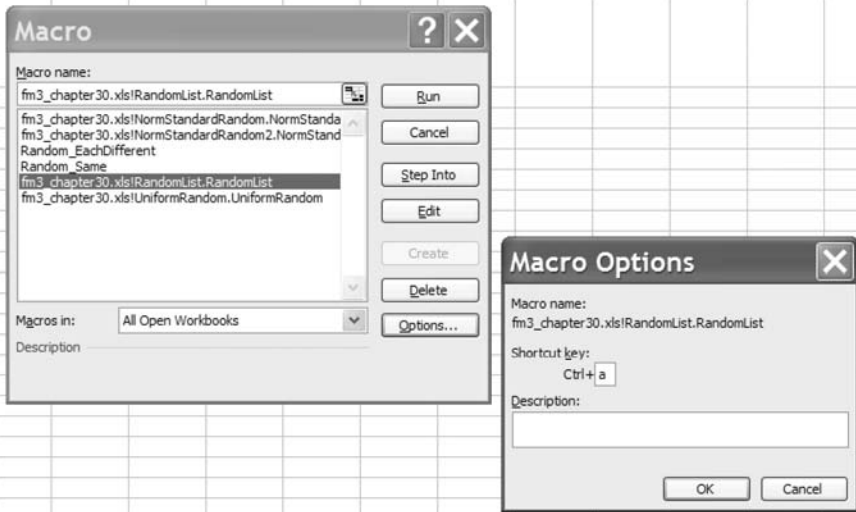 Macro
?
Macro name:
fm3_chapter30.xls!RandomList.RandomList
Run
fm3_chapter30.xls!NormStandardRandom.NormStanda
fm3_chapter30.xls!NormStandardRandom2.NormStand
Random_EachDifferent
Random_Same
fm3_chapter30.xls!RandomList.RandomList
fm3_chapter30.xls!UniformRandom.UniformRandom
Cancel
Step Into
Edit
Create
Delete
Macros in:
All Open Workbooks
Options...
Description
Macro Options
Macro name:
fm3_chapter30.xls!RandomList.RandomList
Shortcut key:
Ctrl+ a
Description:
OK
Cancel